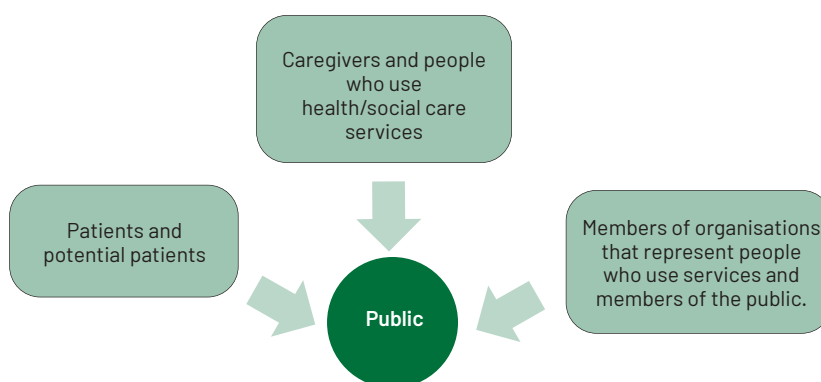 Caregivers and people
who use
health/social care
services
Patients and
potential patients
Members of organisations
that represent people
who use services and
members of the public.
Public